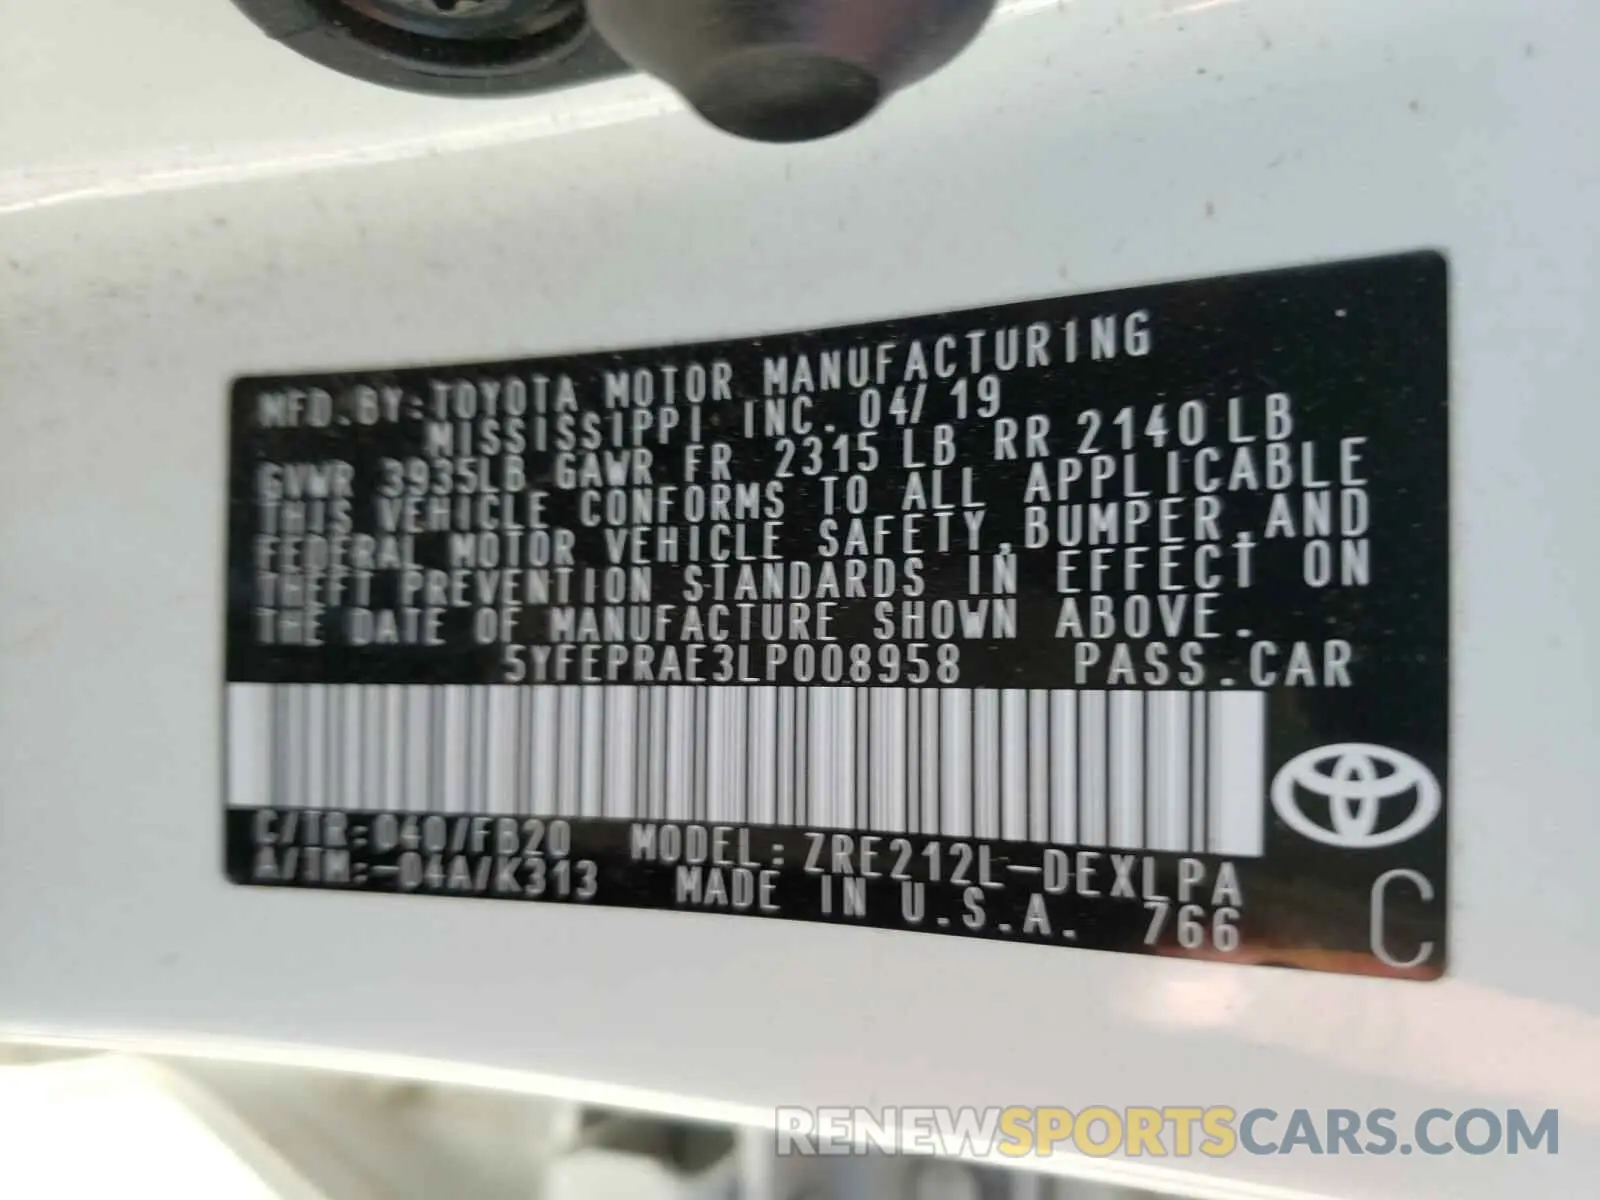 MFD.BY:TOYOTA MOTOR MANUFACTURING
MISSISSIPPI INC. 04/19
GVWR 3935LB GAWR FR 2315 LB RR 2140 LB
THIS VEHICLE CONFORMS TO ALL APPLICABLE
FEDERAL MOTOR VEHICLE SAFETY,BUMPER,AND
THEFT PREVENTION STANDARDS IN EFFECT ON
THE DATE OF MANUFACTURE SHOWN ABOVE.
5YFEPRAE3LP008958 PASS.CAR
C/TR:040/FB20 MODEL:ZRE212L-DEXLPA
A/TM:-04A/K313 MADE IN U.S.A. 766
C
RENEWSPORTSCARS.COM